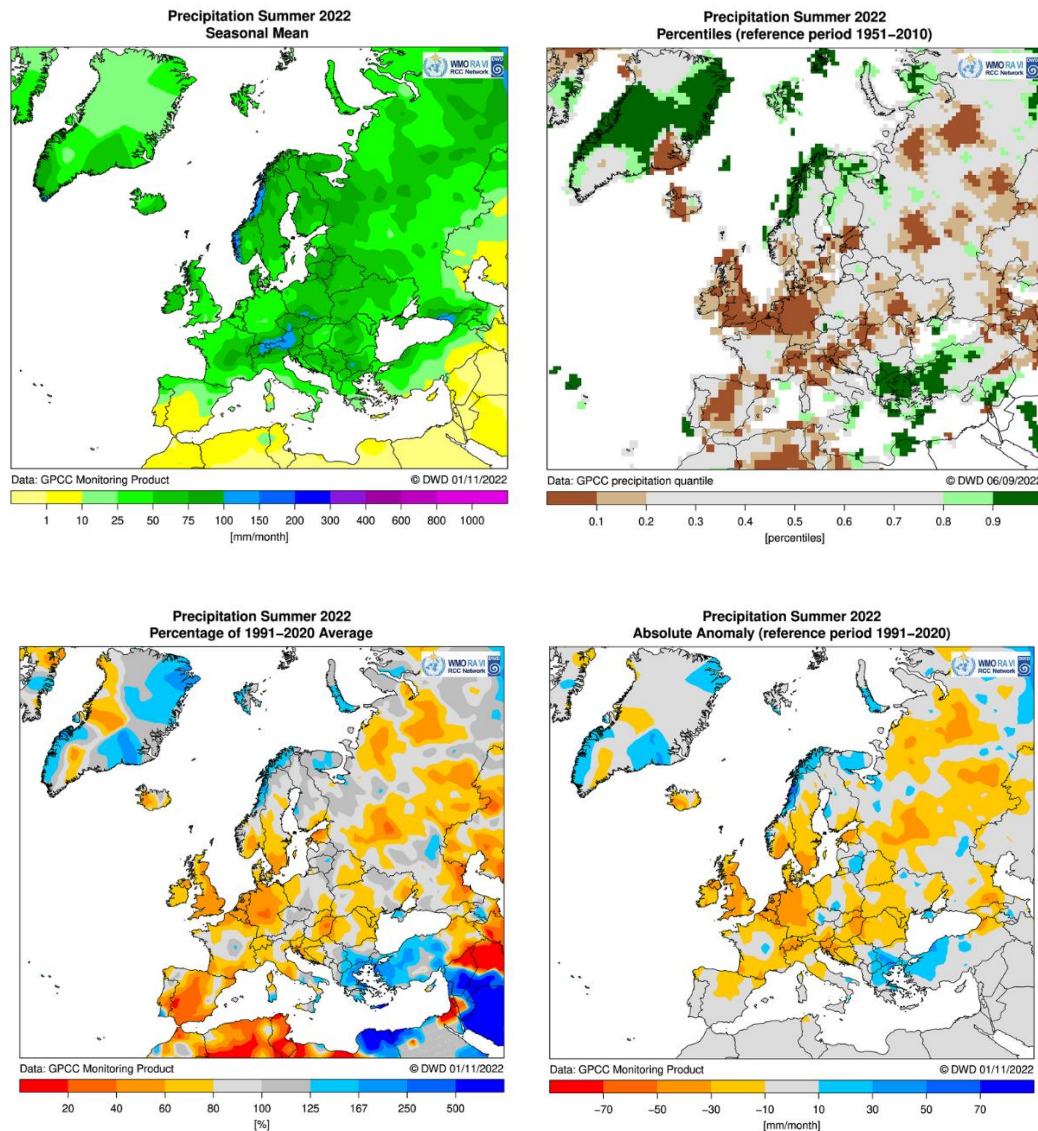 Precipitation Summer 2022
Seasonal Mean
WMO RA VI
RCC Network
DWD
Data: GPCC Monitoring Product
© DWD 01/11/2022
1 10 25 50 75 100 150 200 300 400 600 800 1000
[mm/month]
Precipitation Summer 2022
Percentiles (reference period 1951−2010)
WMO RA VI
RCC Network
DWD
Data: GPCC precipitation quantile
© DWD 06/09/2022
0.1 0.2 0.3 0.4 0.5 0.6 0.7 0.8 0.9
[percentiles]
Precipitation Summer 2022
Percentage of 1991−2020 Average
WMO RA VI
RCC Network
DWD
Data: GPCC Monitoring Product
© DWD 01/11/2022
20 40 60 80 100 125 167 250 500
[%]
Precipitation Summer 2022
Absolute Anomaly (reference period 1991−2020)
WMO RA VI
RCC Network
DWD
Data: GPCC Monitoring Product
© DWD 01/11/2022
−70 −50 −30 −10 10 30 50 70
[mm/month]